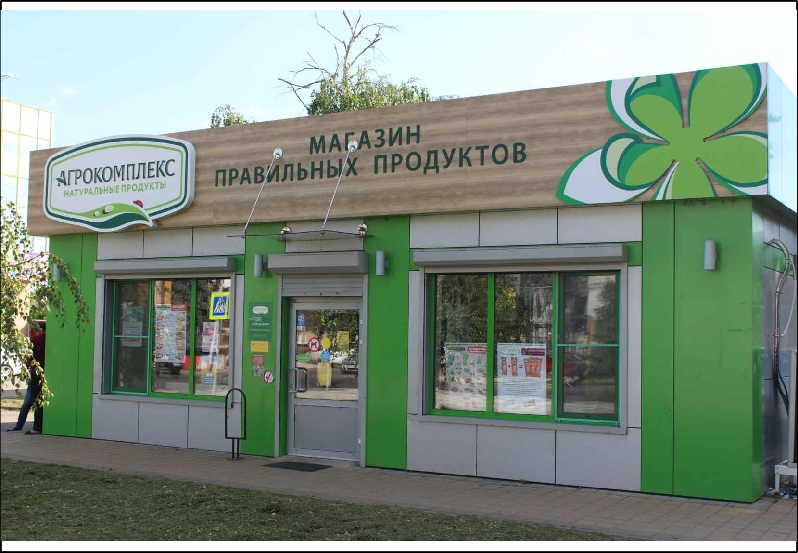 АГРОКОМПЛЕКС
НАТУРАЛЬНЫЕ ПРОДУКТЫ
МАГАЗИН
ПРАВИЛЬНЫХ ПРОДУКТОВ